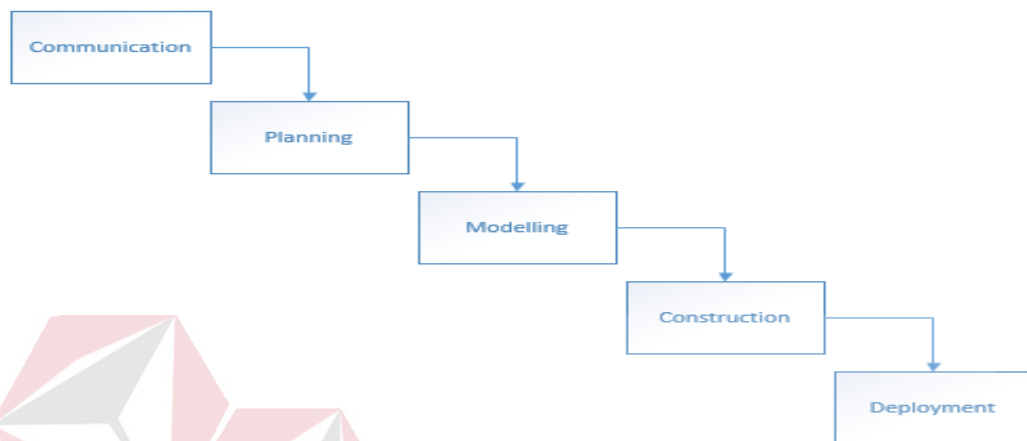 Communication
Planning
Modelling
Construction
Deployment